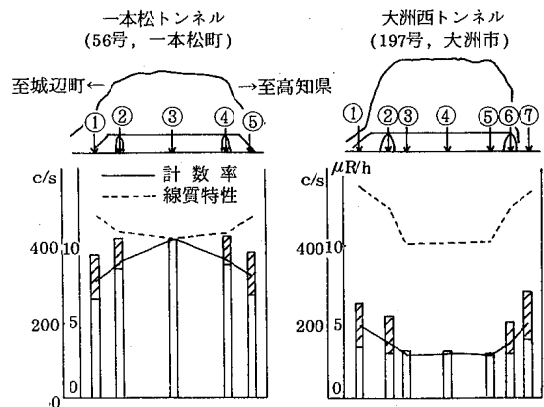 一本松トンネル
(56号，一本松町)
至城辺町←
→至高知県
① ② ③ ④ ⑤
c/s
計数率
線質特性
400
200
0
10
5
0
大洲西トンネル
(197号，大洲市)
① ② ③ ④ ⑤ ⑥ ⑦
c/s
μR/h
400
200
0
10
5
0